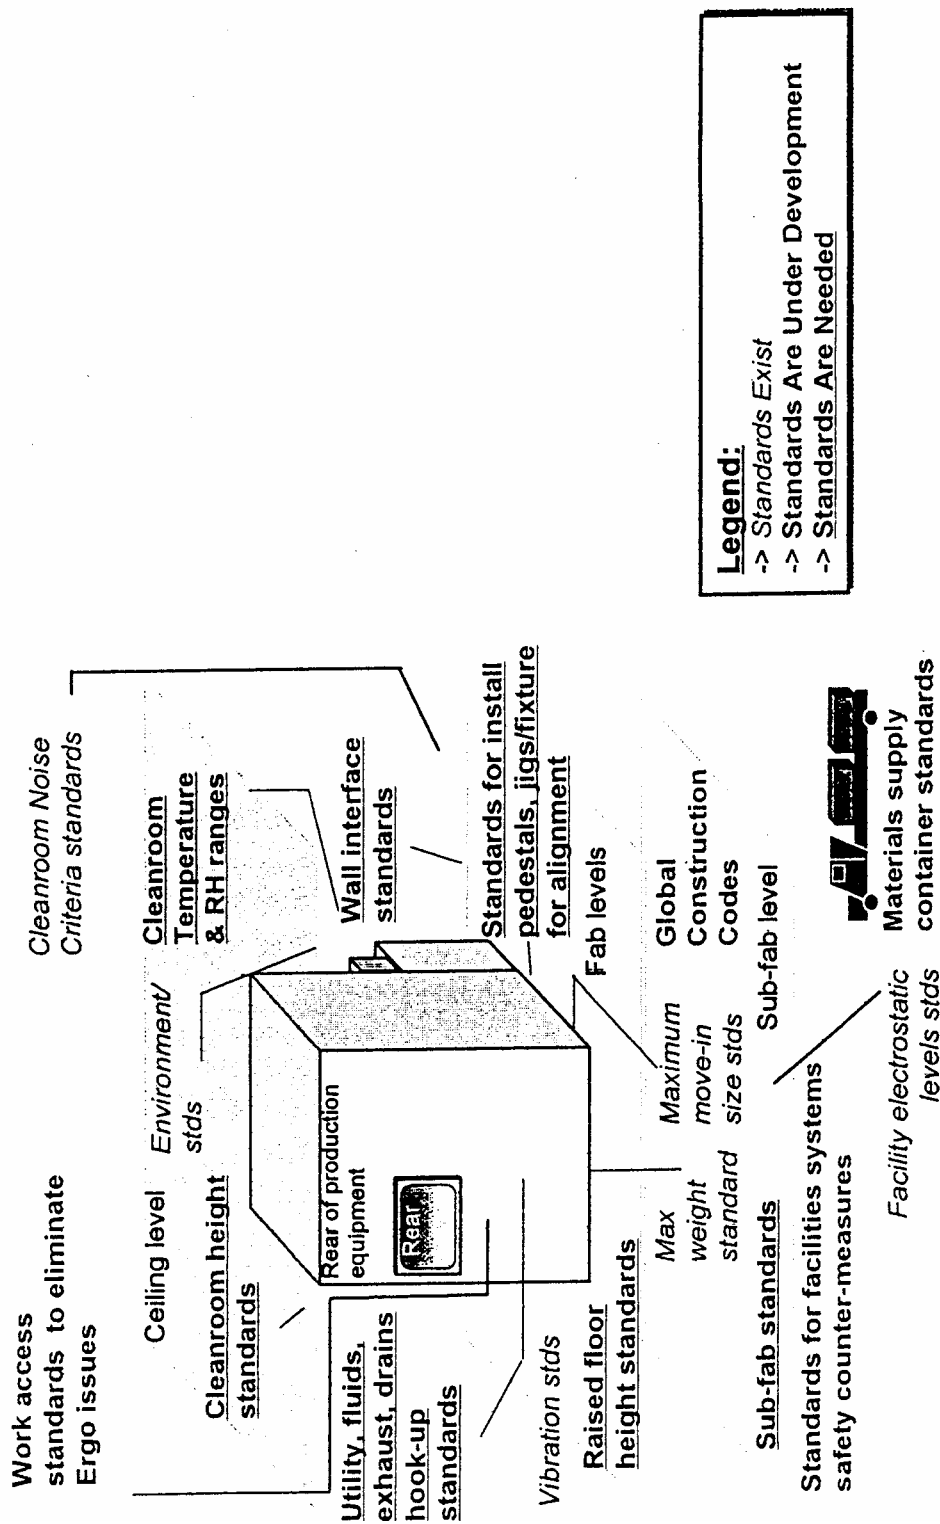 Work access
standards to eliminate
Ergo issues
Cleanroom Noise
Criteria standards
Ceiling level
Environment/
stds
Cleanroom
Temperature
& RH ranges
Cleanroom height
standards
Wall interface
standards
Rear of production
equipment
Rear
Utility, fluids,
exhaust, drains
hook-up
standards
Standards for install
pedestals, jigs/fixture
for alignment
Vibration stds
Fab levels
Raised floor
height standards
Max
weight
standard
Maximum
move-in
size stds
Global
Construction
Codes
Sub-fab standards
Sub-fab level
Standards for facilities systems
safety counter-measures
Facility electrostatic
levels stds
Materials supply
container standards
Legend:
-> Standards Exist
-> Standards Are Under Development
-> Standards Are Needed